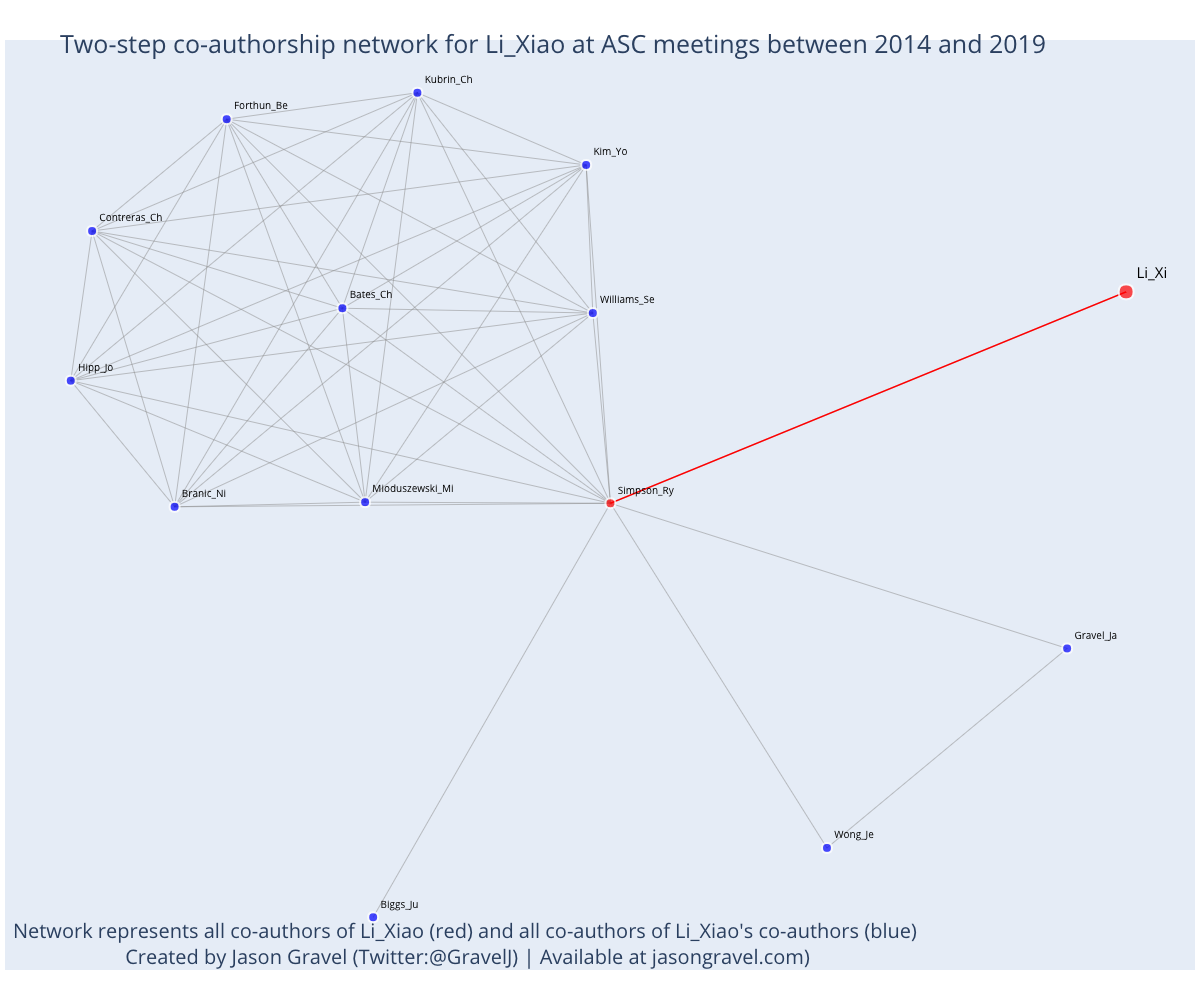 Two-step co-authorship network for Li_Xiao at ASC meetings between 2014 and 2019
Kubrin_Ch
Forthun_Be
Kim_Yo
Contreras_Ch
Li_Xi
Bates_Ch
Williams_Se
Hipp_Jo
Mioduszewski_Mi
Simpson_Ry
Branic_Ni
Gravel_Ja
Wong_Je
Biggs_Ju
Network represents all co-authors of Li_Xiao (red) and all co-authors of Li_Xiao's co-authors (blue)
Created by Jason Gravel (Twitter:@GravelJ) | Available at jasongravel.com)